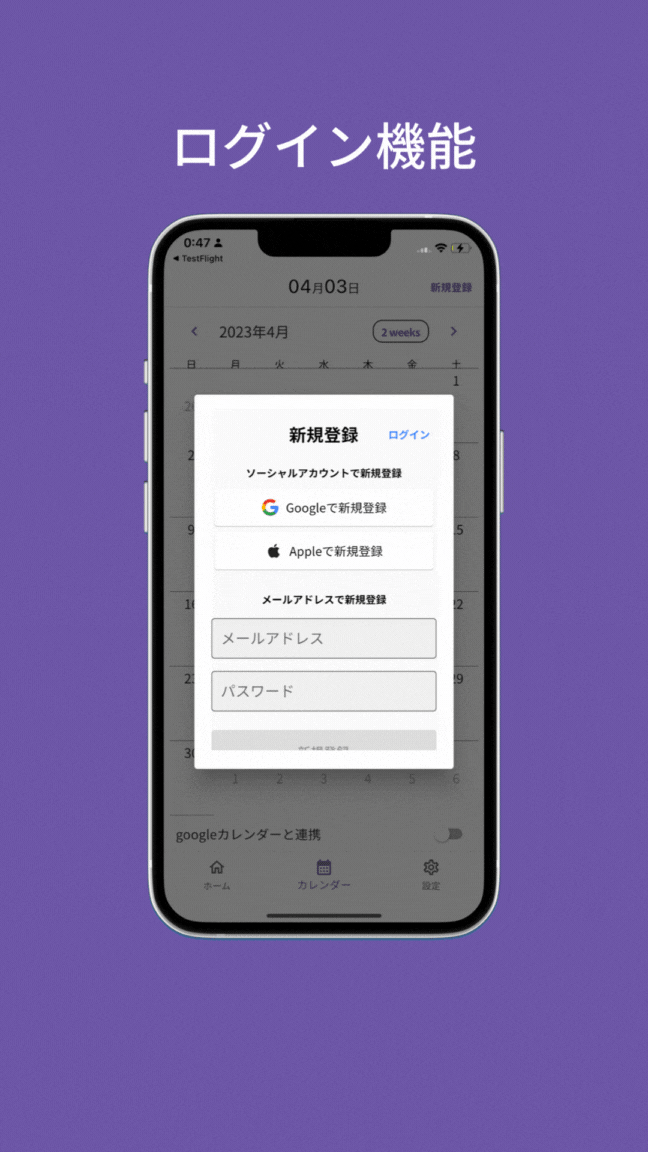 ログイン機能
0:47
TestFlight
04月03日 新規登録
2023年4月 2 weeks
日 月 火 水 木 金 土
1
2 8
9
16 22
23 29
30 1 2 3 4 5 6
新規登録 ログイン
ソーシャルアカウントで新規登録
Googleで新規登録
Appleで新規登録
メールアドレスで新規登録
メールアドレス
パスワード
新規登録
googleカレンダーと連携
ホーム カレンダー 設定